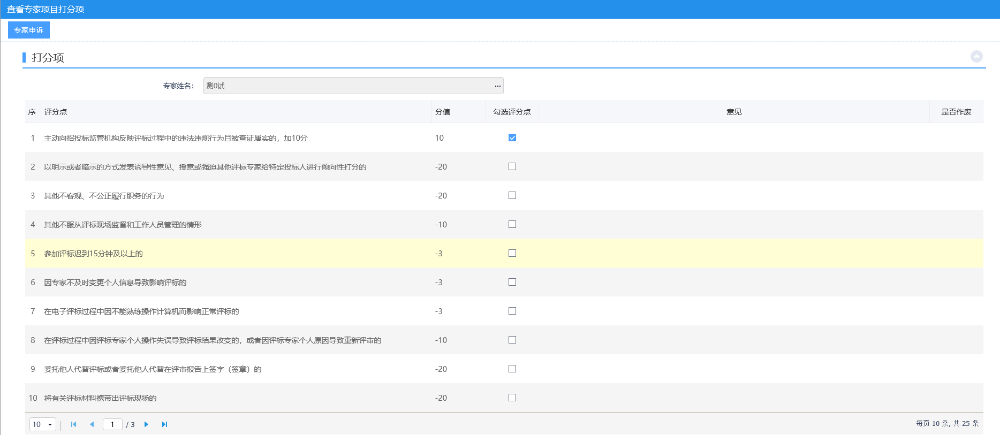 查看专家项目打分项
专家申诉
打分项
专家姓名： 测0试 ...
序 评分点 分值 勾选评分点 意见 是否作废
1 主动向招投标监管机构反映评标过程中的违法违规行为且被查证属实的，加10分 10
2 以明示或者暗示的方式发表诱导性意见、授意或强迫其他评标专家给特定投标人进行倾向性打分的 -20
3 其他不客观、不公正履行职务的行为 -20
4 其他不服从评标现场监督和工作人员管理的情形 -10
5 参加评标迟到15分钟及以上的 -3
6 因专家不及时变更个人信息导致影响评标的 -3
7 在电子评标过程中因不能熟练操作计算机而影响正常评标的 -3
8 在评标过程中因评标专家个人操作失误导致评标结果改变的，或者因评标专家个人原因导致重新评审的 -10
9 委托他人代替评标或者委托他人代替在评审报告上签字（签章）的 -20
10 将有关评标材料携带出评标现场的 -20
10 1 / 3 每页 10 条, 共 25 条